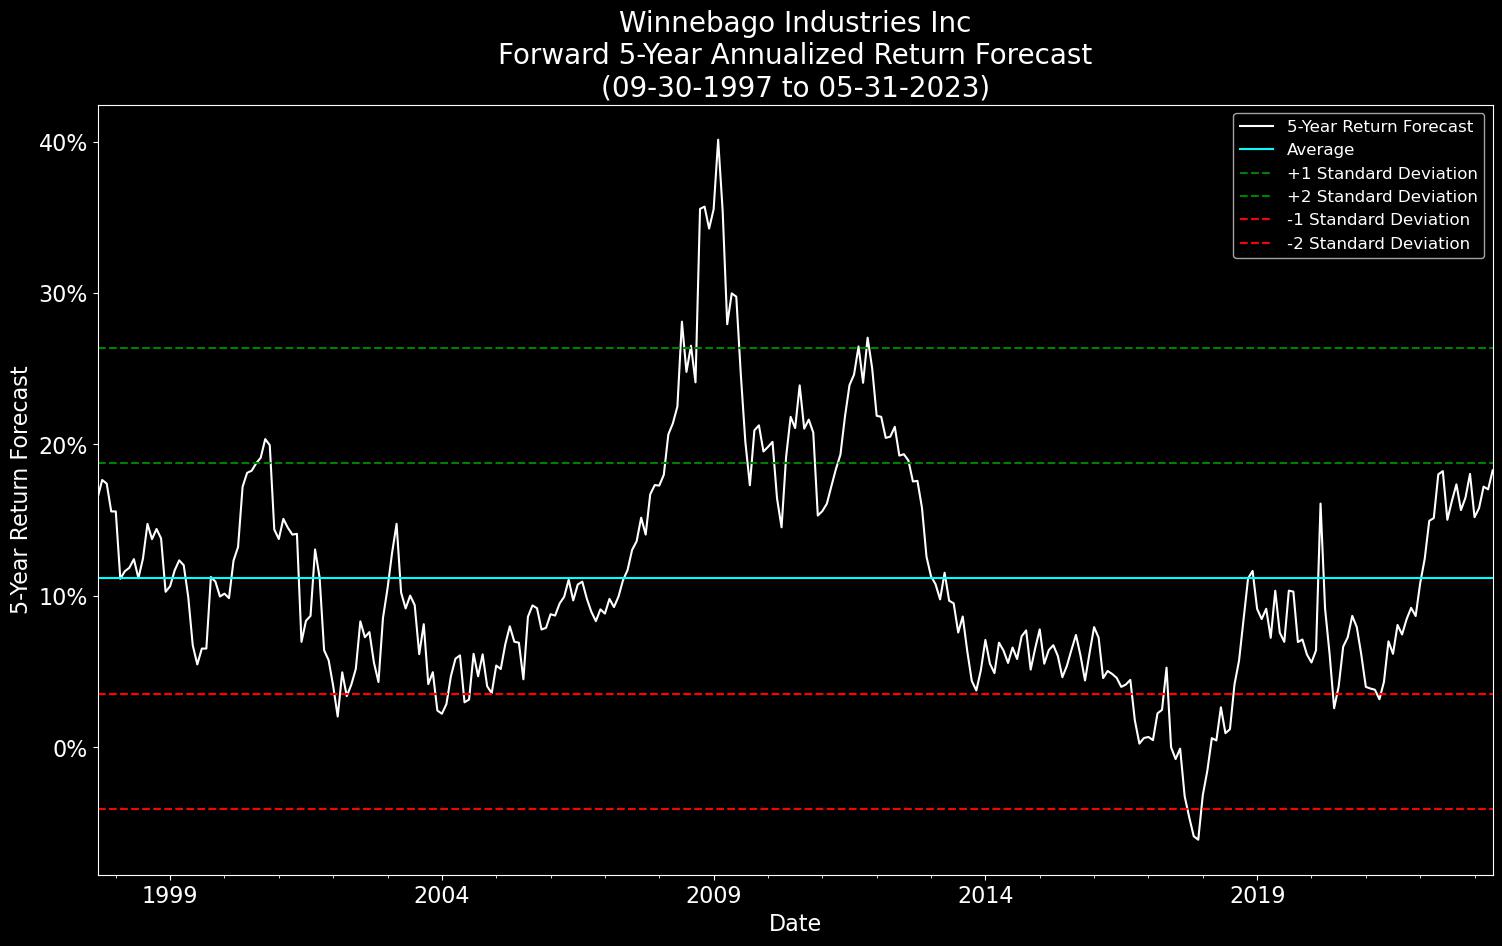 Winnebago Industries Inc
Forward 5-Year Annualized Return Forecast
(09-30-1997 to 05-31-2023)
5-Year Return Forecast
Average
+1 Standard Deviation
+2 Standard Deviation
-1 Standard Deviation
-2 Standard Deviation
5-Year Return Forecast
40%
30%
20%
10%
0%
1999
2004
2009
2014
2019
Date